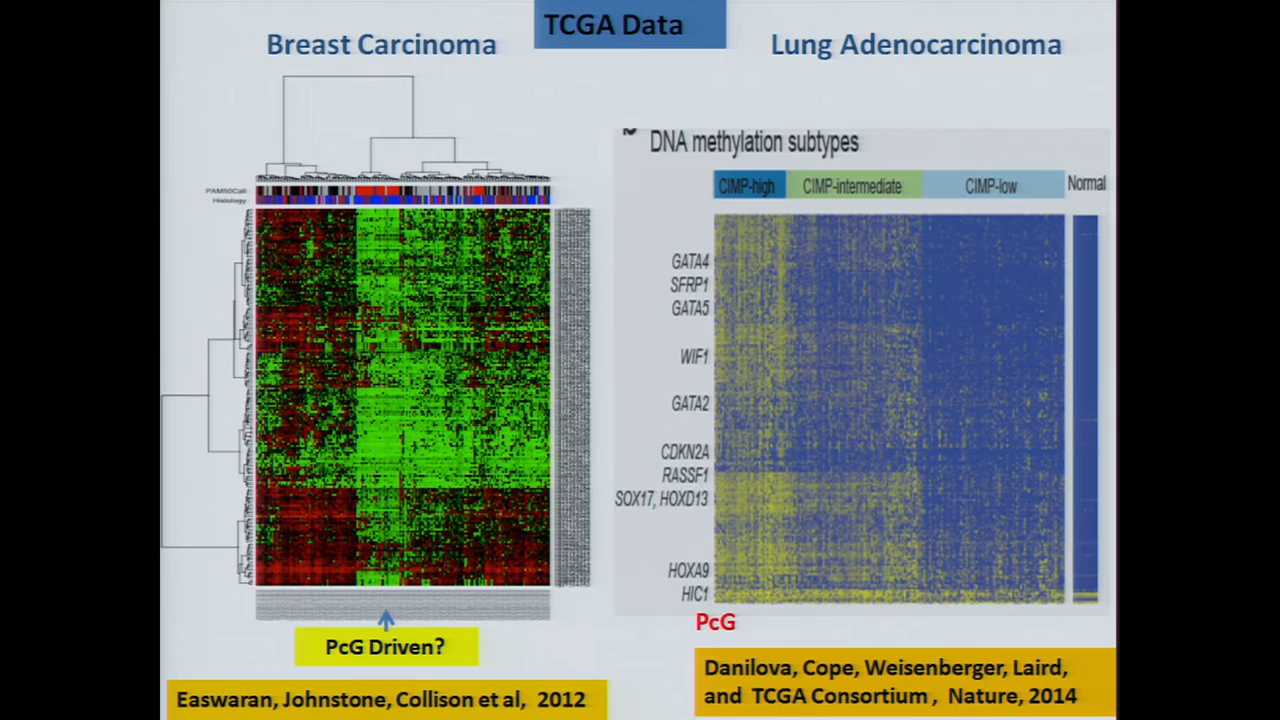 TCGA Data
Breast Carcinoma
Lung Adenocarcinoma
DNA methylation subtypes
CIMP-high
CIMP-intermediate
CIMP-low
Normal
PAM50Call
Histology
GATA4
SFRP1
GATA5
WIF1
GATA2
CDKN2A
RASSF1
SOX17, HOXD13
HOXA9
HIC1
PcG
PcG Driven?
Easwaran, Johnstone, Collison et al, 2012
Danilova, Cope, Weisenberger, Laird,
and TCGA Consortium , Nature, 2014